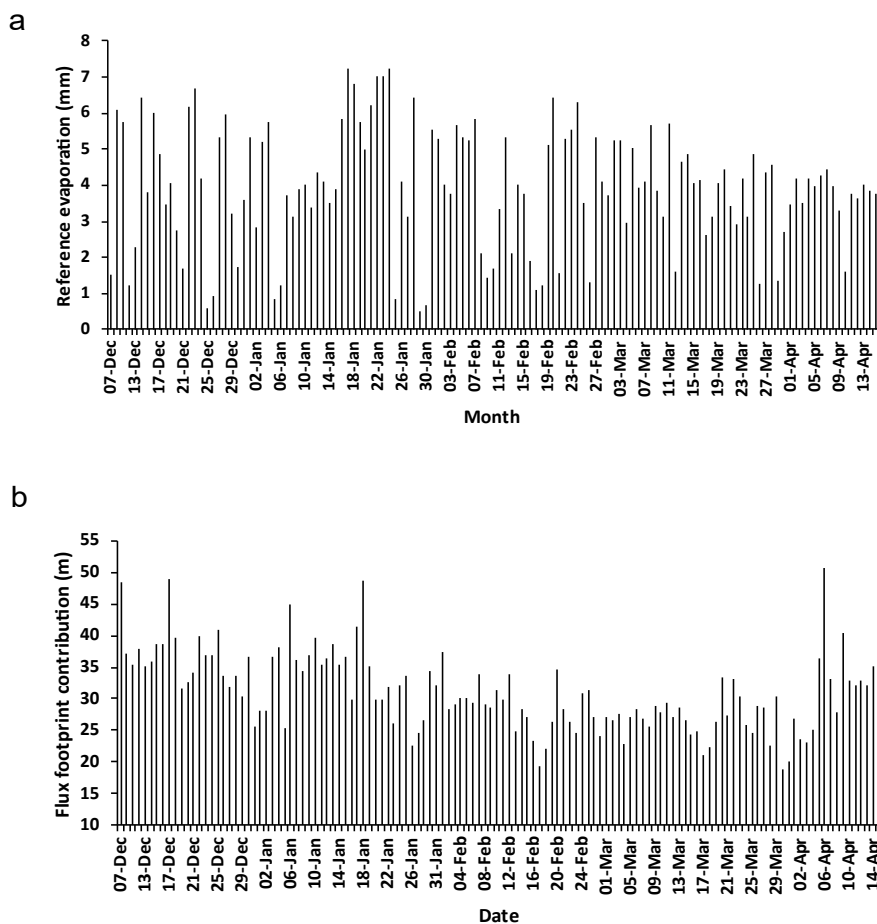 a
Reference evaporation (mm)
8
7
6
5
4
3
2
1
0
07-Dec
13-Dec
17-Dec
21-Dec
25-Dec
29-Dec
02-Jan
06-Jan
10-Jan
14-Jan
18-Jan
22-Jan
26-Jan
30-Jan
03-Feb
07-Feb
11-Feb
15-Feb
19-Feb
23-Feb
27-Feb
03-Mar
07-Mar
11-Mar
15-Mar
19-Mar
23-Mar
27-Mar
01-Apr
05-Apr
09-Apr
13-Apr
Month
b
Flux footprint contribution (m)
55
50
45
40
35
30
25
20
15
10
07-Dec
13-Dec
17-Dec
21-Dec
25-Dec
29-Dec
02-Jan
06-Jan
10-Jan
14-Jan
18-Jan
22-Jan
26-Jan
31-Jan
04-Feb
08-Feb
12-Feb
16-Feb
20-Feb
24-Feb
01-Mar
05-Mar
09-Mar
13-Mar
17-Mar
21-Mar
25-Mar
29-Mar
02-Apr
06-Apr
10-Apr
14-Apr
Date